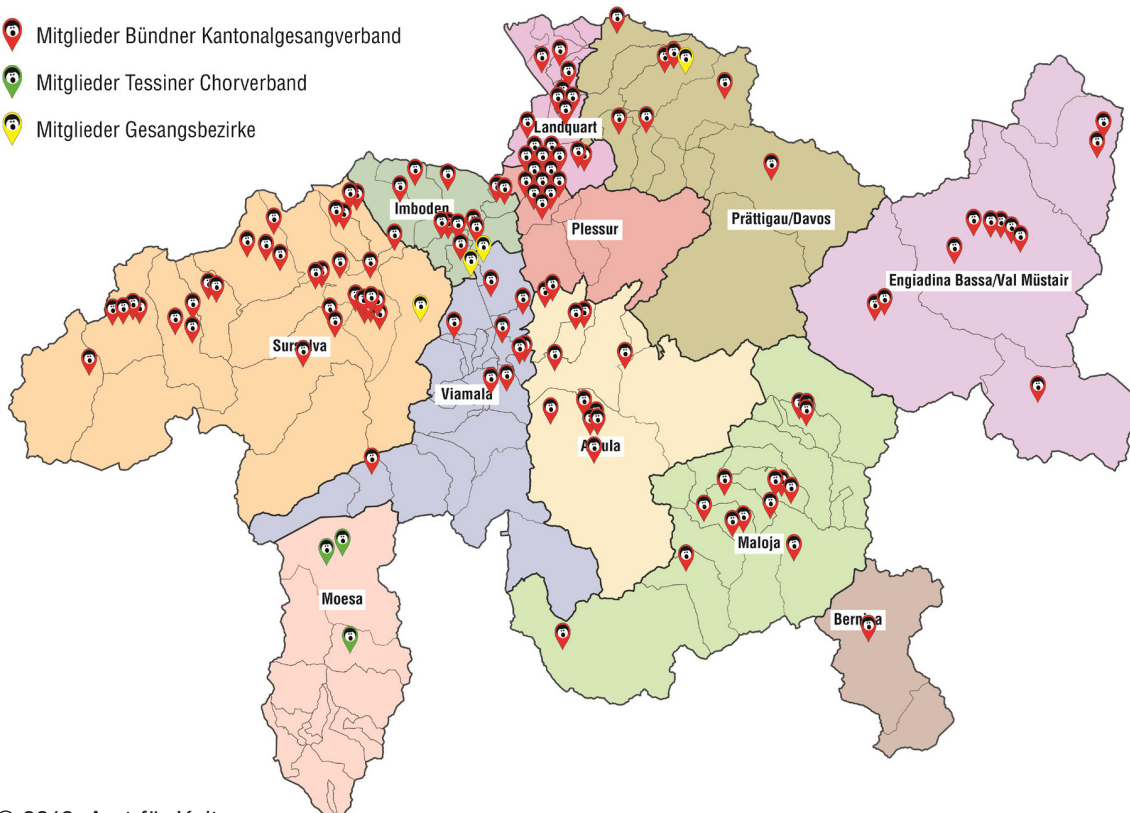 Mitglieder Bündner Kantonalgesangverband
Mitglieder Tessiner Chorverband
Mitglieder Gesangsbezirke
Landquart
Imboden
Plessur
Prättigau/Davos
Engiadina Bassa/Val Müstair
Viamala
Maloja
Moesa